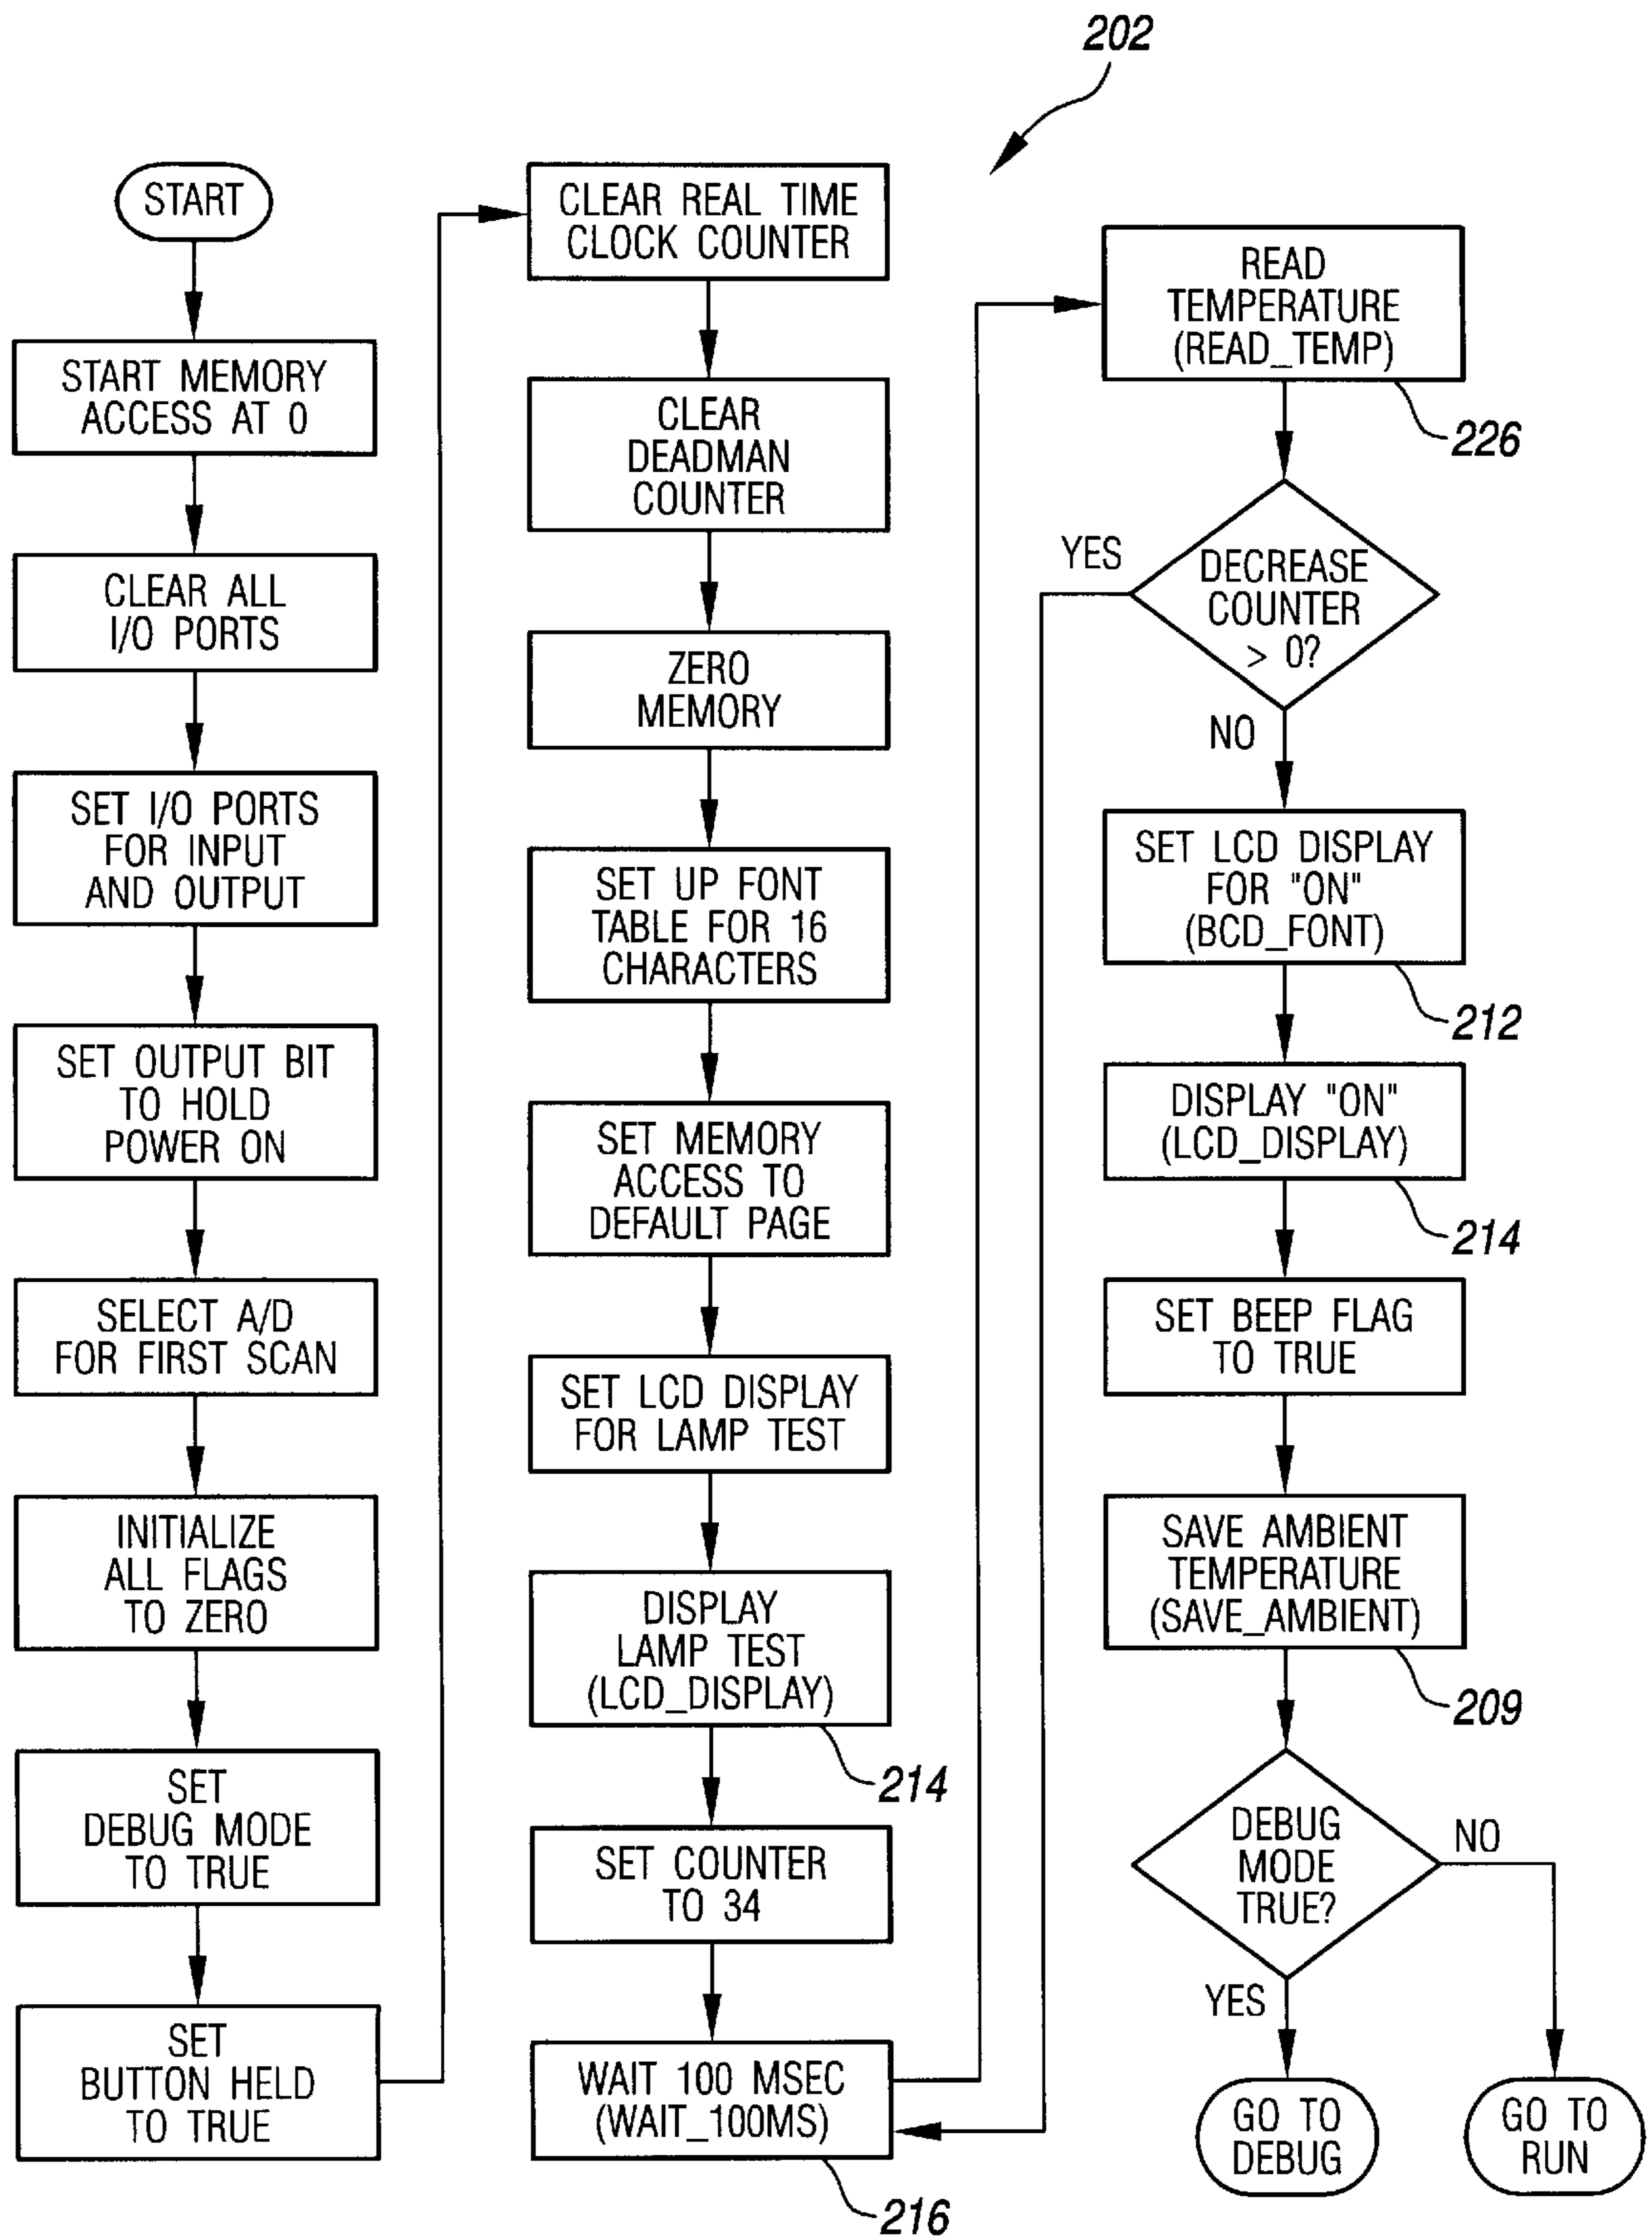 202
START
START MEMORY
ACCESS AT 0
CLEAR ALL
I/O PORTS
SET I/O PORTS
FOR INPUT
AND OUTPUT
SET OUTPUT BIT
TO HOLD
POWER ON
SELECT A/D
FOR FIRST SCAN
INITIALIZE
ALL FLAGS
TO ZERO
SET
DEBUG MODE
TO TRUE
SET
BUTTON HELD
TO TRUE
CLEAR REAL TIME
CLOCK COUNTER
CLEAR
DEADMAN
COUNTER
ZERO
MEMORY
SET UP FONT
TABLE FOR 16
CHARACTERS
SET MEMORY
ACCESS TO
DEFAULT PAGE
SET LCD DISPLAY
FOR LAMP TEST
DISPLAY
LAMP TEST
(LCD_DISPLAY)
214
SET COUNTER
TO 34
WAIT 100 MSEC
(WAIT_100MS)
216
READ
TEMPERATURE
(READ_TEMP)
226
DECREASE
COUNTER
> 0?
YES
NO
SET LCD DISPLAY
FOR "ON"
(BCD_FONT)
212
DISPLAY "ON"
(LCD_DISPLAY)
214
SET BEEP FLAG
TO TRUE
SAVE AMBIENT
TEMPERATURE
(SAVE_AMBIENT)
209
DEBUG
MODE
TRUE?
NO
YES
GO TO
DEBUG
GO TO
RUN